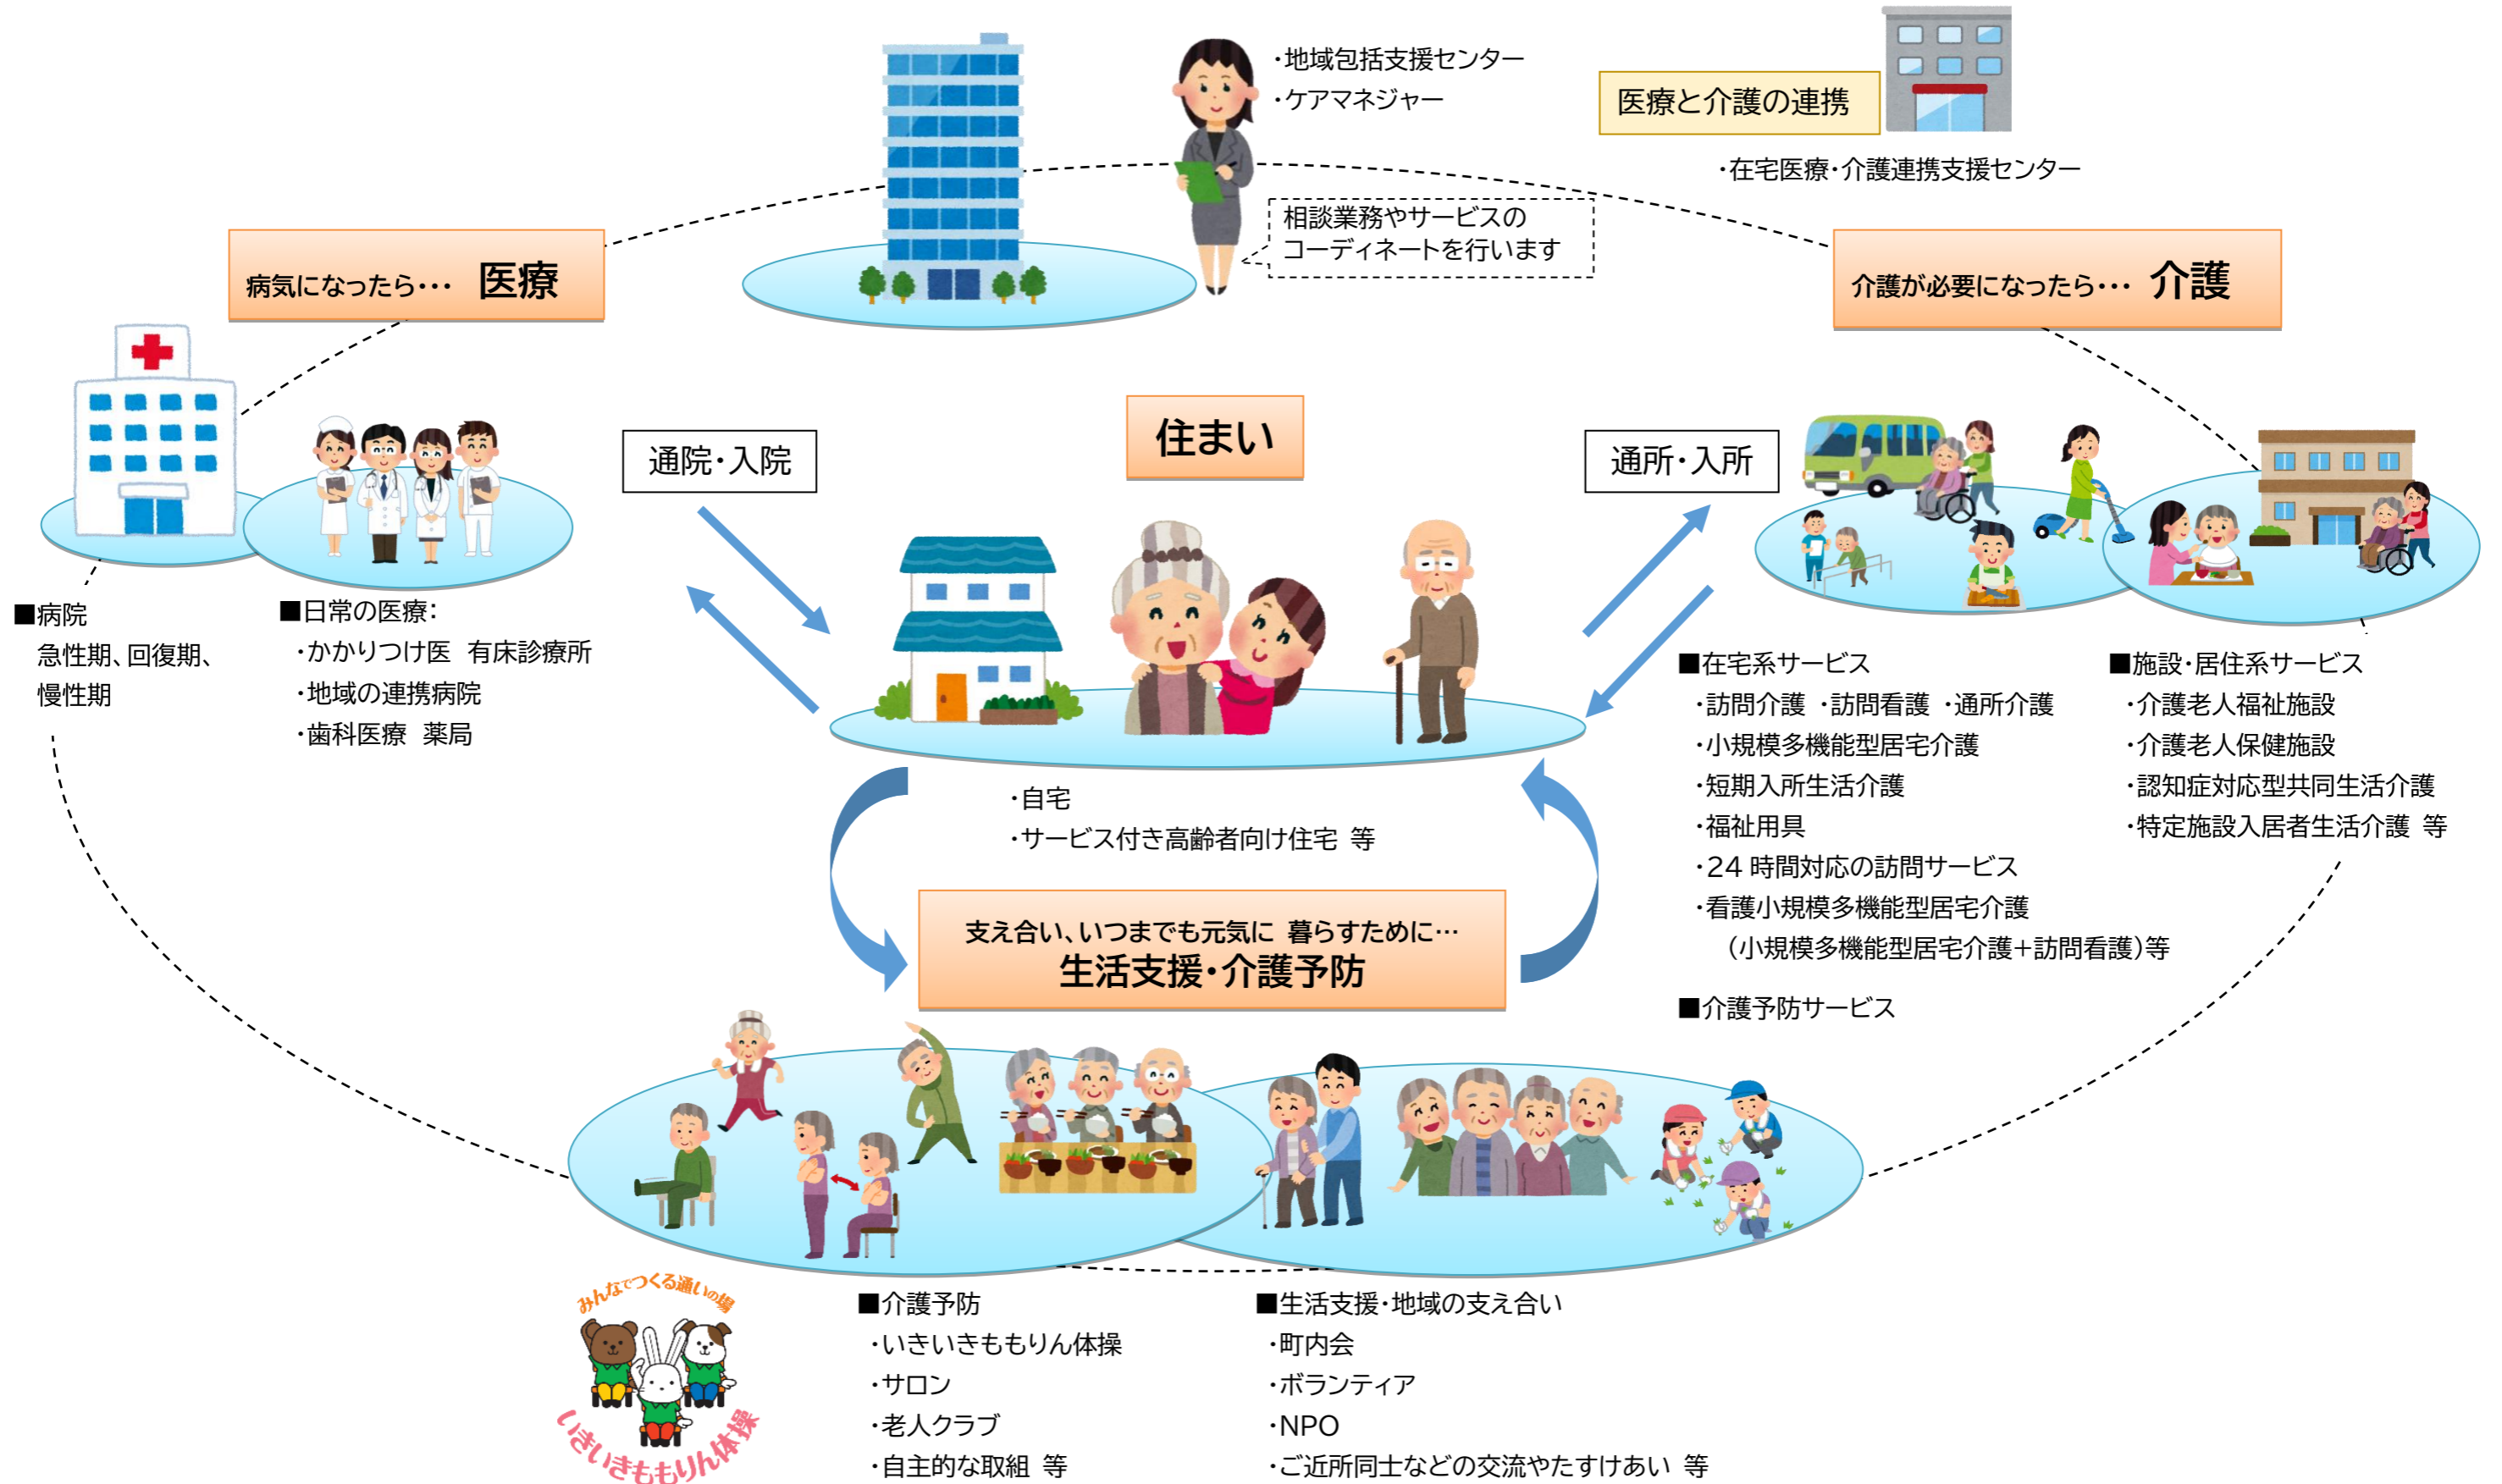 ・地域包括支援センター
・ケアマネジャー
医療と介護の連携
・在宅医療・介護連携支援センター
相談業務やサービスの
コーディネートを行います
病気になったら・・・ 医療
介護が必要になったら・・・ 介護
住まい
通院・入院
通所・入所
■病院
急性期、回復期、
慢性期
■日常の医療：
・かかりつけ医 有床診療所
・地域の連携病院
・歯科医療 薬局
・自宅
・サービス付き高齢者向け住宅 等
■在宅系サービス
・訪問介護 ・訪問看護 ・通所介護
・小規模多機能型居宅介護
・短期入所生活介護
・福祉用具
・24時間対応の訪問サービス
・看護小規模多機能型居宅介護
（小規模多機能型居宅介護＋訪問看護）等
■介護予防サービス
■施設・居住系サービス
・介護老人福祉施設
・介護老人保健施設
・認知症対応型共同生活介護
・特定施設入居者生活介護 等
支え合い、いつまでも元気に 暮らすために…
生活支援・介護予防
みんなでつくる通いの場
いきいきももりん体操
■介護予防
・いきいきももりん体操
・サロン
・老人クラブ
・自主的な取組 等
■生活支援・地域の支え合い
・町内会
・ボランティア
・NPO
・ご近所同士などの交流やたすけあい 等